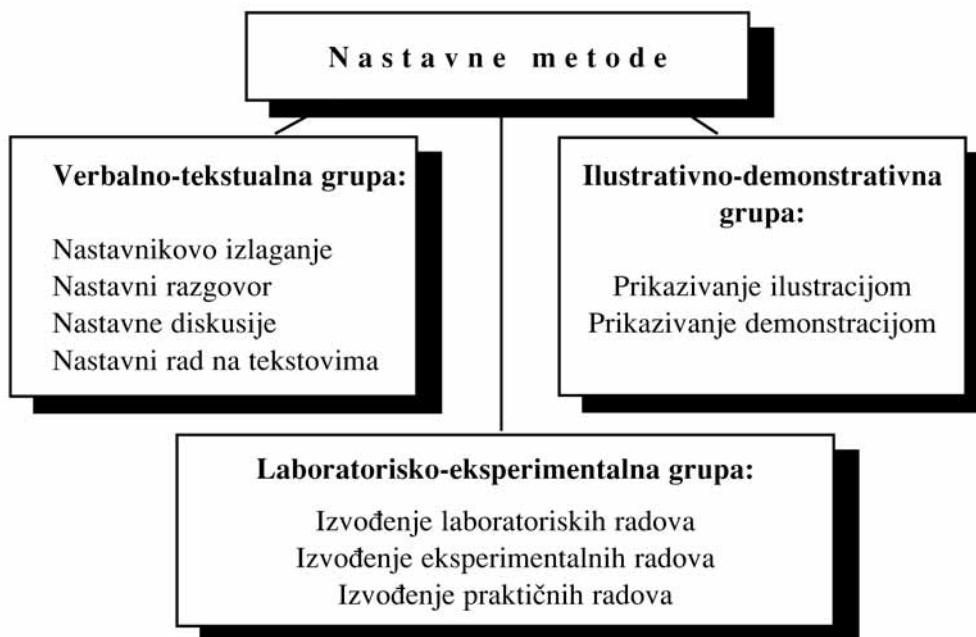 Nastavne metode
Verbalno-tekstualna grupa:
Nastavnikovo izlaganje
Nastavni razgovor
Nastavne diskusije
Nastavni rad na tekstovima
Ilustrativno-demonstrativna
grupa:
Prikazivanje ilustracijom
Prikazivanje demonstracijom
Laboratorisko-eksperimentalna grupa:
Izvođenje laboratoriskih radova
Izvođenje eksperimentalnih radova
Izvođenje praktičnih radova